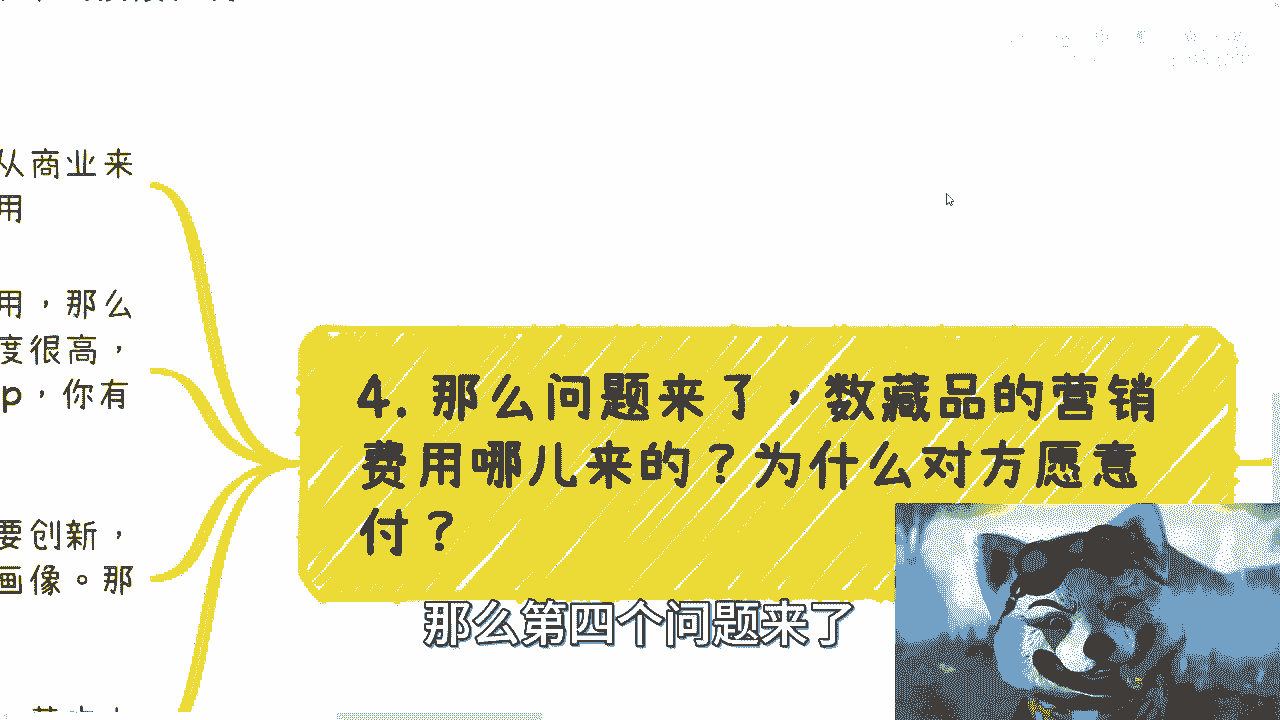 从商业来
用
用，那么
度很高，
p，你有
要创新，
画像。那
4. 那么问题来了，数藏品的营销
费用哪儿来的？为什么对方愿意
付？
那么第四个问题来了